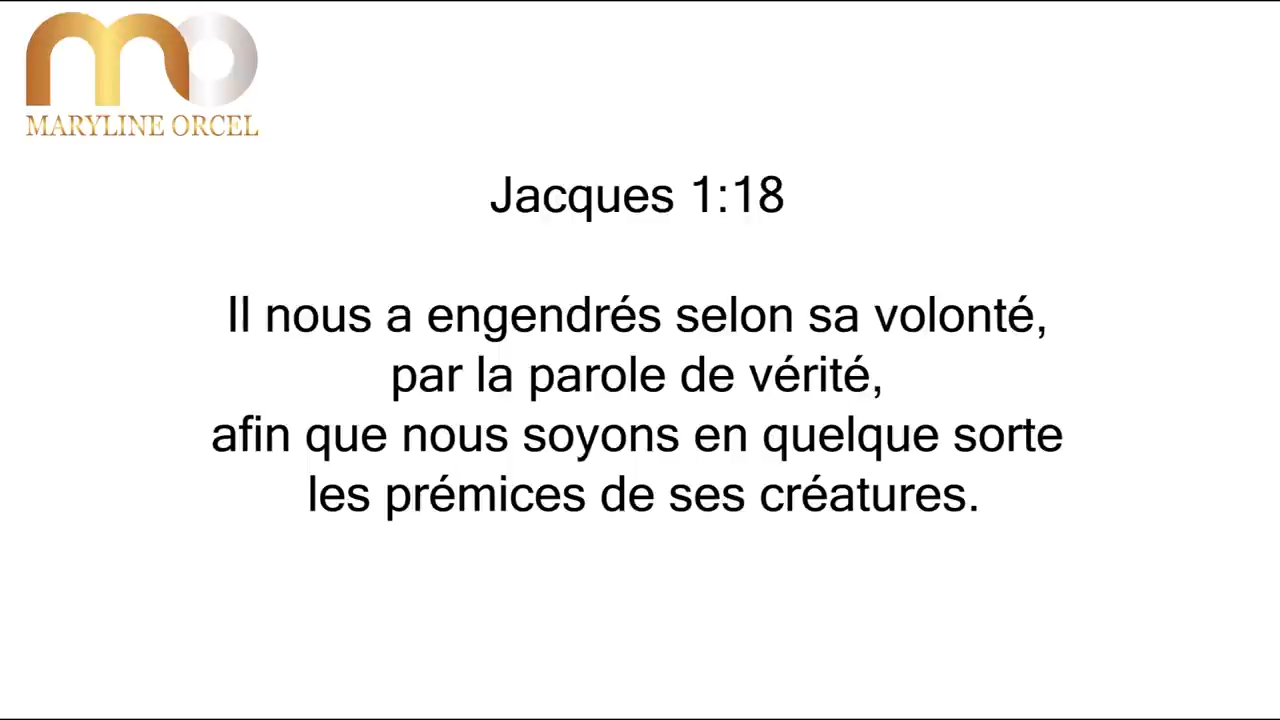 mo
MARYLINE ORCEL
Jacques 1:18
Il nous a engendrés selon sa volonté,
par la parole de vérité,
afin que nous soyons en quelque sorte
les prémices de ses créatures.